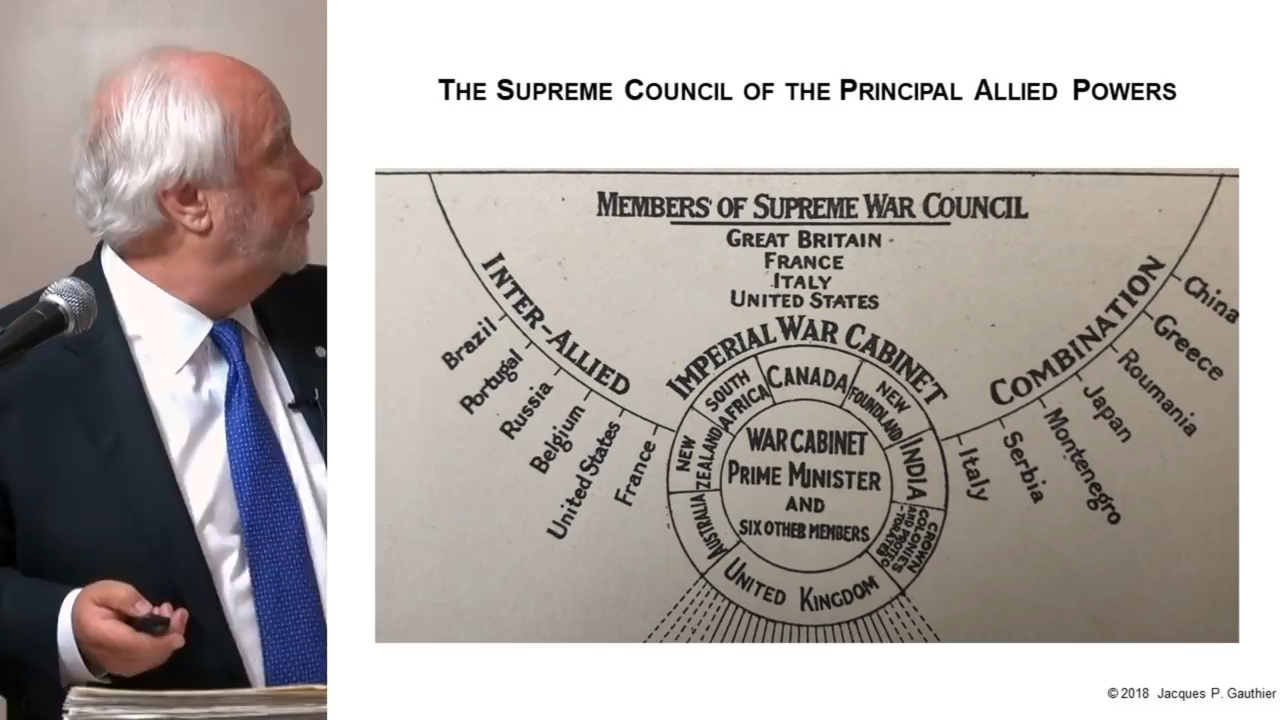 THE SUPREME COUNCIL OF THE PRINCIPAL ALLIED POWERS
MEMBERS OF SUPREME WAR COUNCIL
GREAT BRITAIN
FRANCE
ITALY
UNITED STATES
INTER-ALLIED
COMBINATION
Brazil
Portugal
Russia
Belgium
United States
France
IMPERIAL WAR CABINET
AUSTRALIA
NEW
ZEALAND
SOUTH
AFRICA
CANADA
NEW
FOUNDLAND
INDIA
CROWN
COLONIES
AND PROTEC-
TORATES
UNITED KINGDOM
WAR CABINET
PRIME MINISTER
AND
SIX OTHER MEMBERS
Italy
Serbia
Montenegro
Japan
Roumania
Greece
China
© 2018 Jacques P. Gauthier